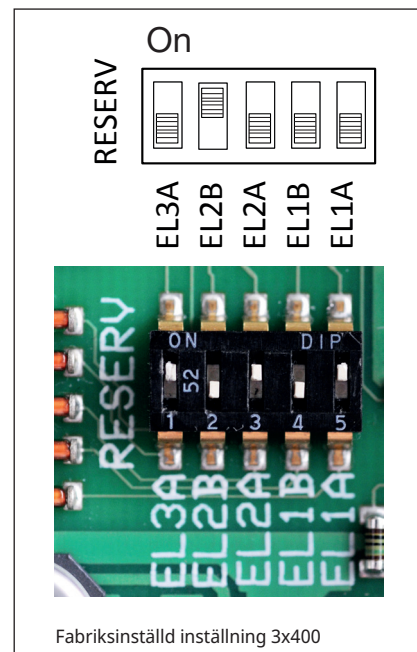 On
RESERV
EL3A
EL2B
EL2A
EL1B
EL1A
ON DIP
52
1 2 3 4 5
RESERV
EL3A
EL2B
EL2A
EL1B
EL1A
Fabriksinställd inställning 3x400